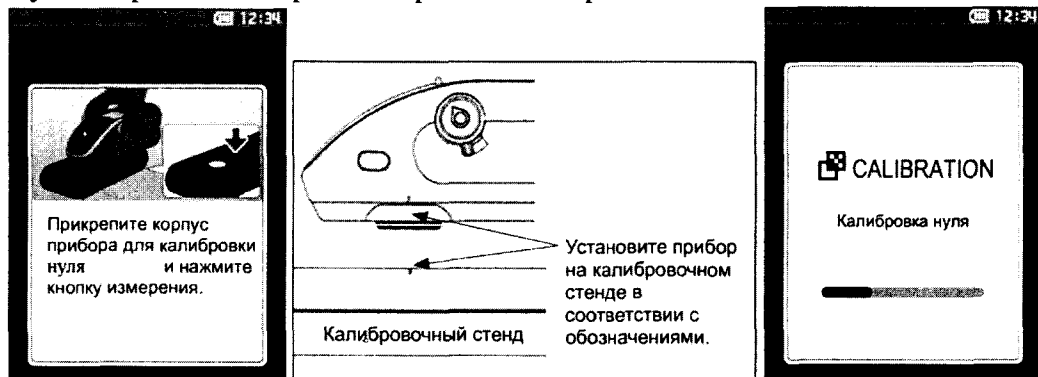 12:34
Прикрепите корпус
прибора для калибровки
нуля и нажмите
кнопку измерения.
Установите прибор
на калибровочном
стенде в
соответствии с
обозначениями.
Калибровочный стенд
12:34
CALIBRATION
Калибровка нуля